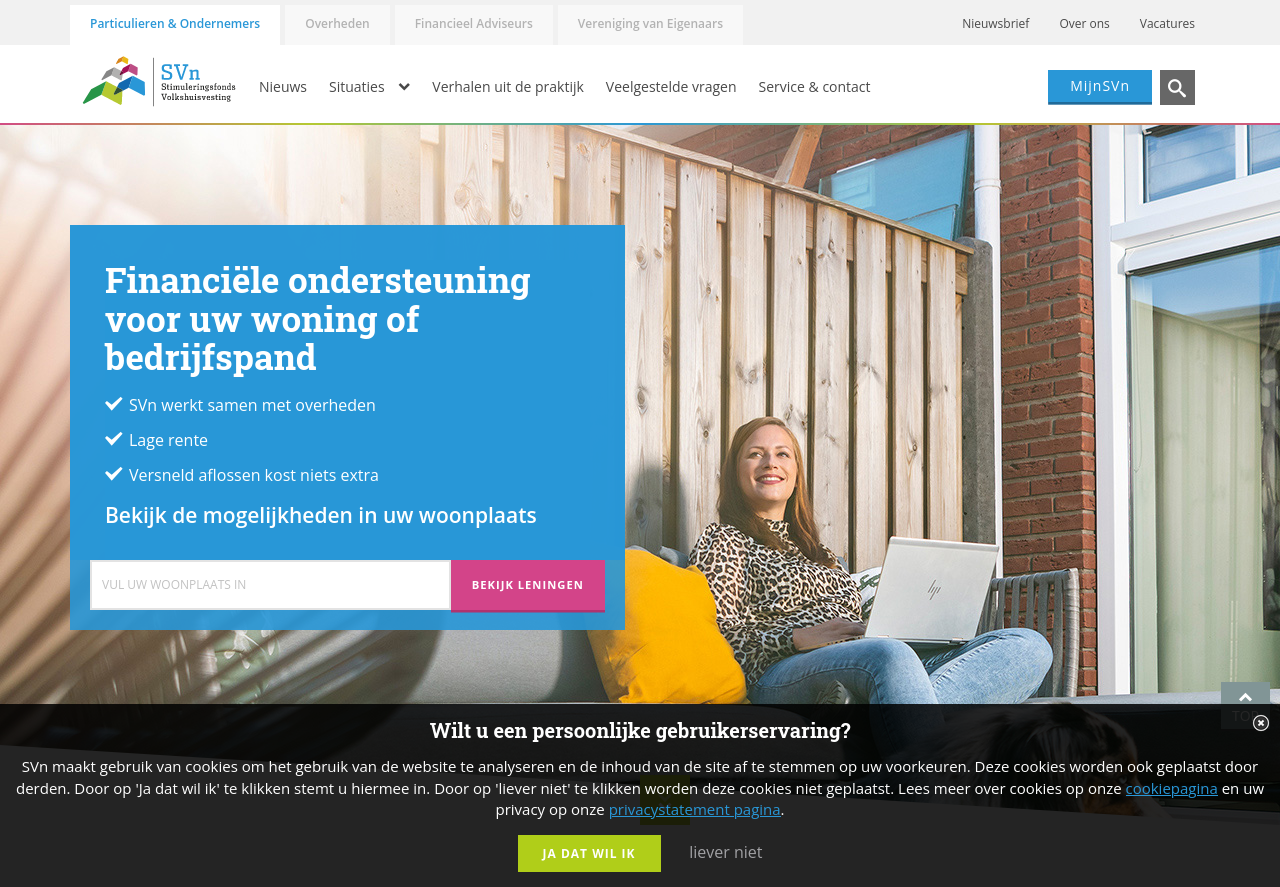 Particulieren & Ondernemers
Overheden
Financieel Adviseurs
Vereniging van Eigenaars
Nieuwsbrief
Over ons
Vacatures
SVn
Stimuleringsfonds
Volkshuisvesting
Nieuws
Situaties
Verhalen uit de praktijk
Veelgestelde vragen
Service & contact
MijnSVn
Financiële ondersteuning
voor uw woning of
bedrijfspand
SVn werkt samen met overheden
Lage rente
Versneld aflossen kost niets extra
Bekijk de mogelijkheden in uw woonplaats
VUL UW WOONPLAATS IN
BEKIJK LENINGEN
hp
TOP
Wilt u een persoonlijke gebruikerservaring?
SVn maakt gebruik van cookies om het gebruik van de website te analyseren en de inhoud van de site af te stemmen op uw voorkeuren. Deze cookies worden ook geplaatst door
derden. Door op 'Ja dat wil ik' te klikken stemt u hiermee in. Door op 'liever niet' te klikken worden deze cookies niet geplaatst. Lees meer over cookies op onze cookiepagina en uw
privacy op onze privacystatement pagina.
JA DAT WIL IK
liever niet